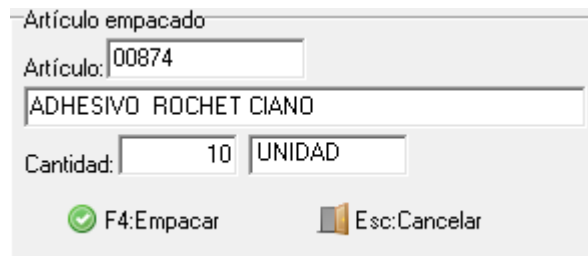 Artículo empacado
Artículo: 00874
ADHESIVO ROCHET CIANO
Cantidad: 10 UNIDAD
F4:Empacar Esc:Cancelar